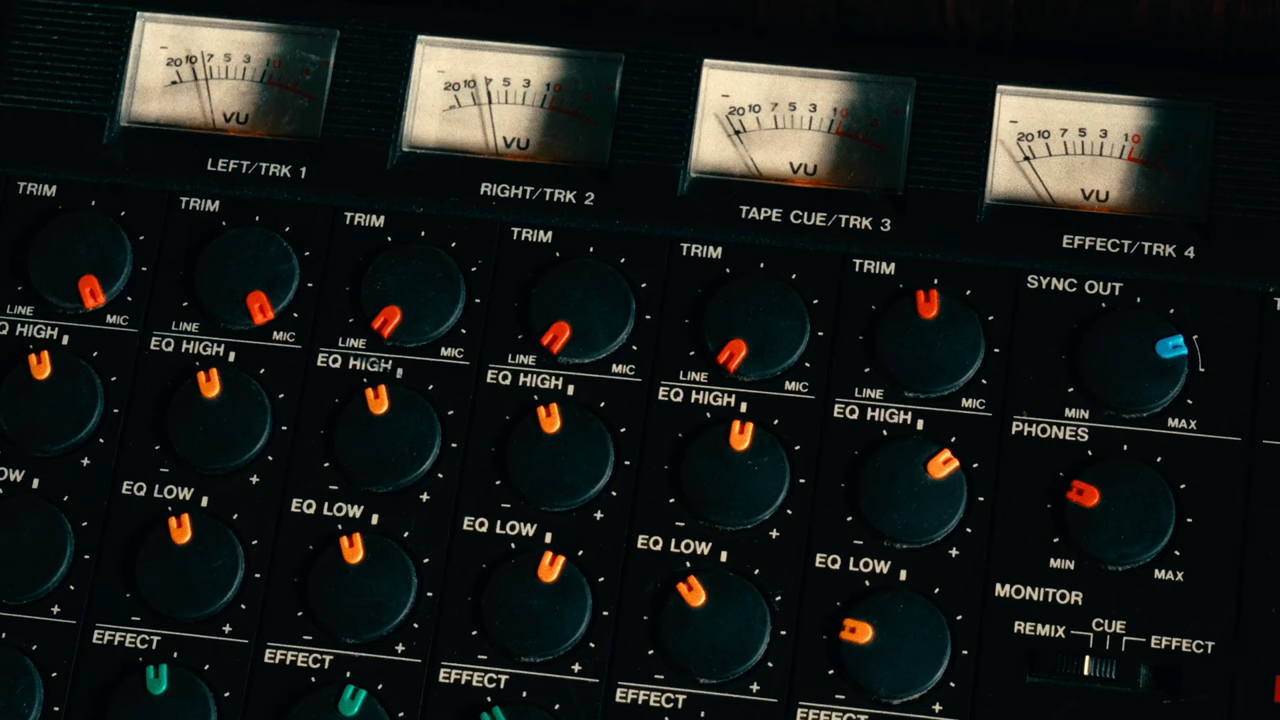 - 20 10 7 5 3 1 0
VU
LEFT/TRK 1
- 20 10 7 5 3 1 0
VU
RIGHT/TRK 2
- 20 10 7 5 3 1 0
VU
TAPE CUE/TRK 3
- 20 10 7 5 3 1 0
VU
EFFECT/TRK 4
TRIM
LINE MIC
TRIM
LINE MIC
TRIM
LINE MIC
TRIM
LINE MIC
TRIM
LINE MIC
TRIM
LINE MIC
SYNC OUT
MIN MAX
EQ HIGH
+
EQ HIGH
- +
EQ HIGH
- +
EQ HIGH
- +
EQ HIGH
- +
EQ HIGH
- +
PHONES
MIN MAX
OW
+
EQ LOW
- +
EQ LOW
- +
EQ LOW
- +
EQ LOW
- +
EQ LOW
- +
MONITOR
REMIX CUE EFFECT
EFFECT
EFFECT
EFFECT
EFFECT
EFFECT